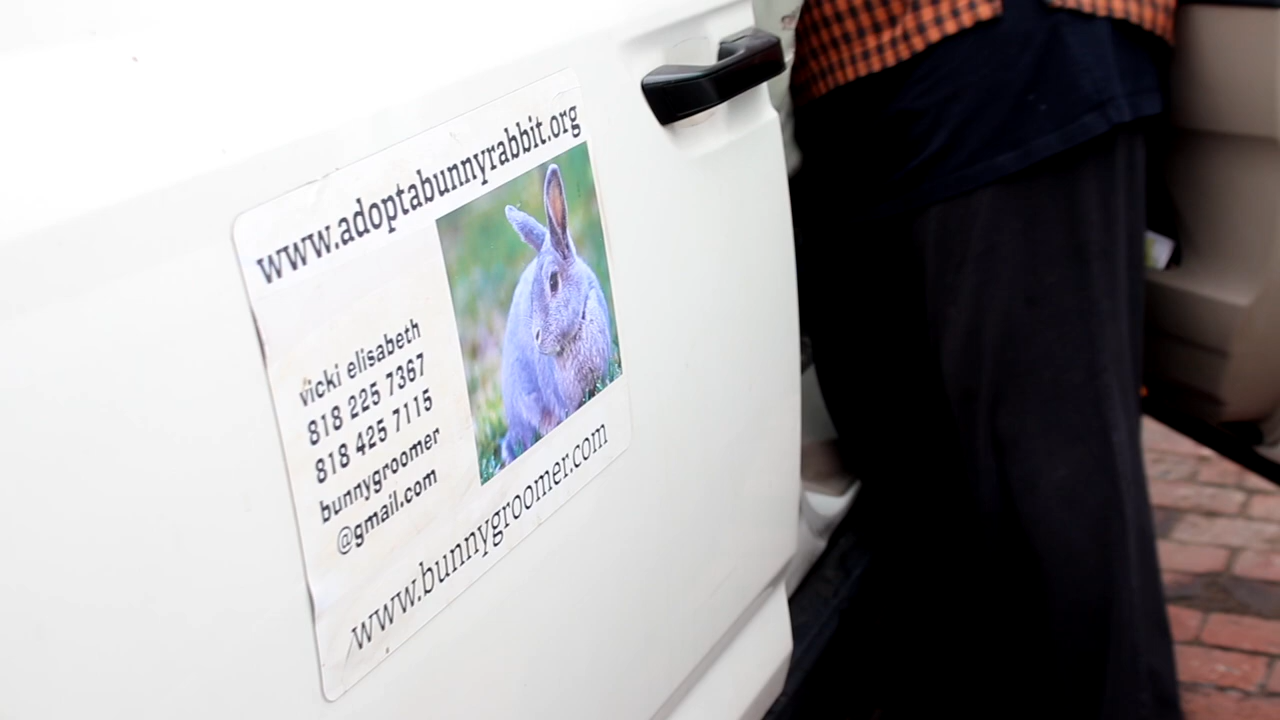 www.adoptabunnyrabbit.org
vicki elisabeth
818 225 7367
818 425 7115
bunnygroomer
@gmail.com
www.bunnygroomer.com